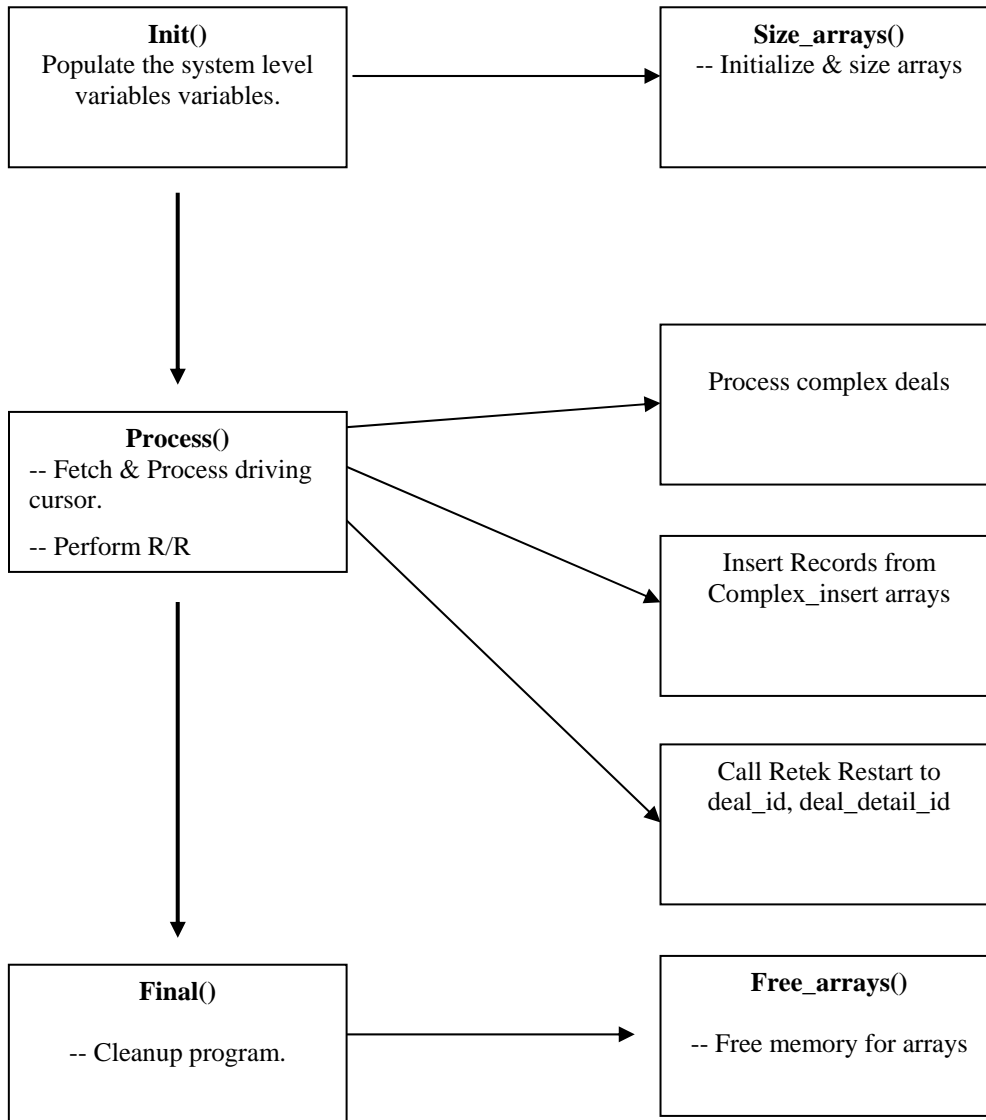 Init()
Populate the system level
variables variables.
Size_arrays()
-- Initialize & size arrays
Process complex deals
Process()
-- Fetch & Process driving
cursor.
-- Perform R/R
Insert Records from
Complex_insert arrays
Call Retek Restart to
deal_id, deal_detail_id
Final()
-- Cleanup program.
Free_arrays()
-- Free memory for arrays